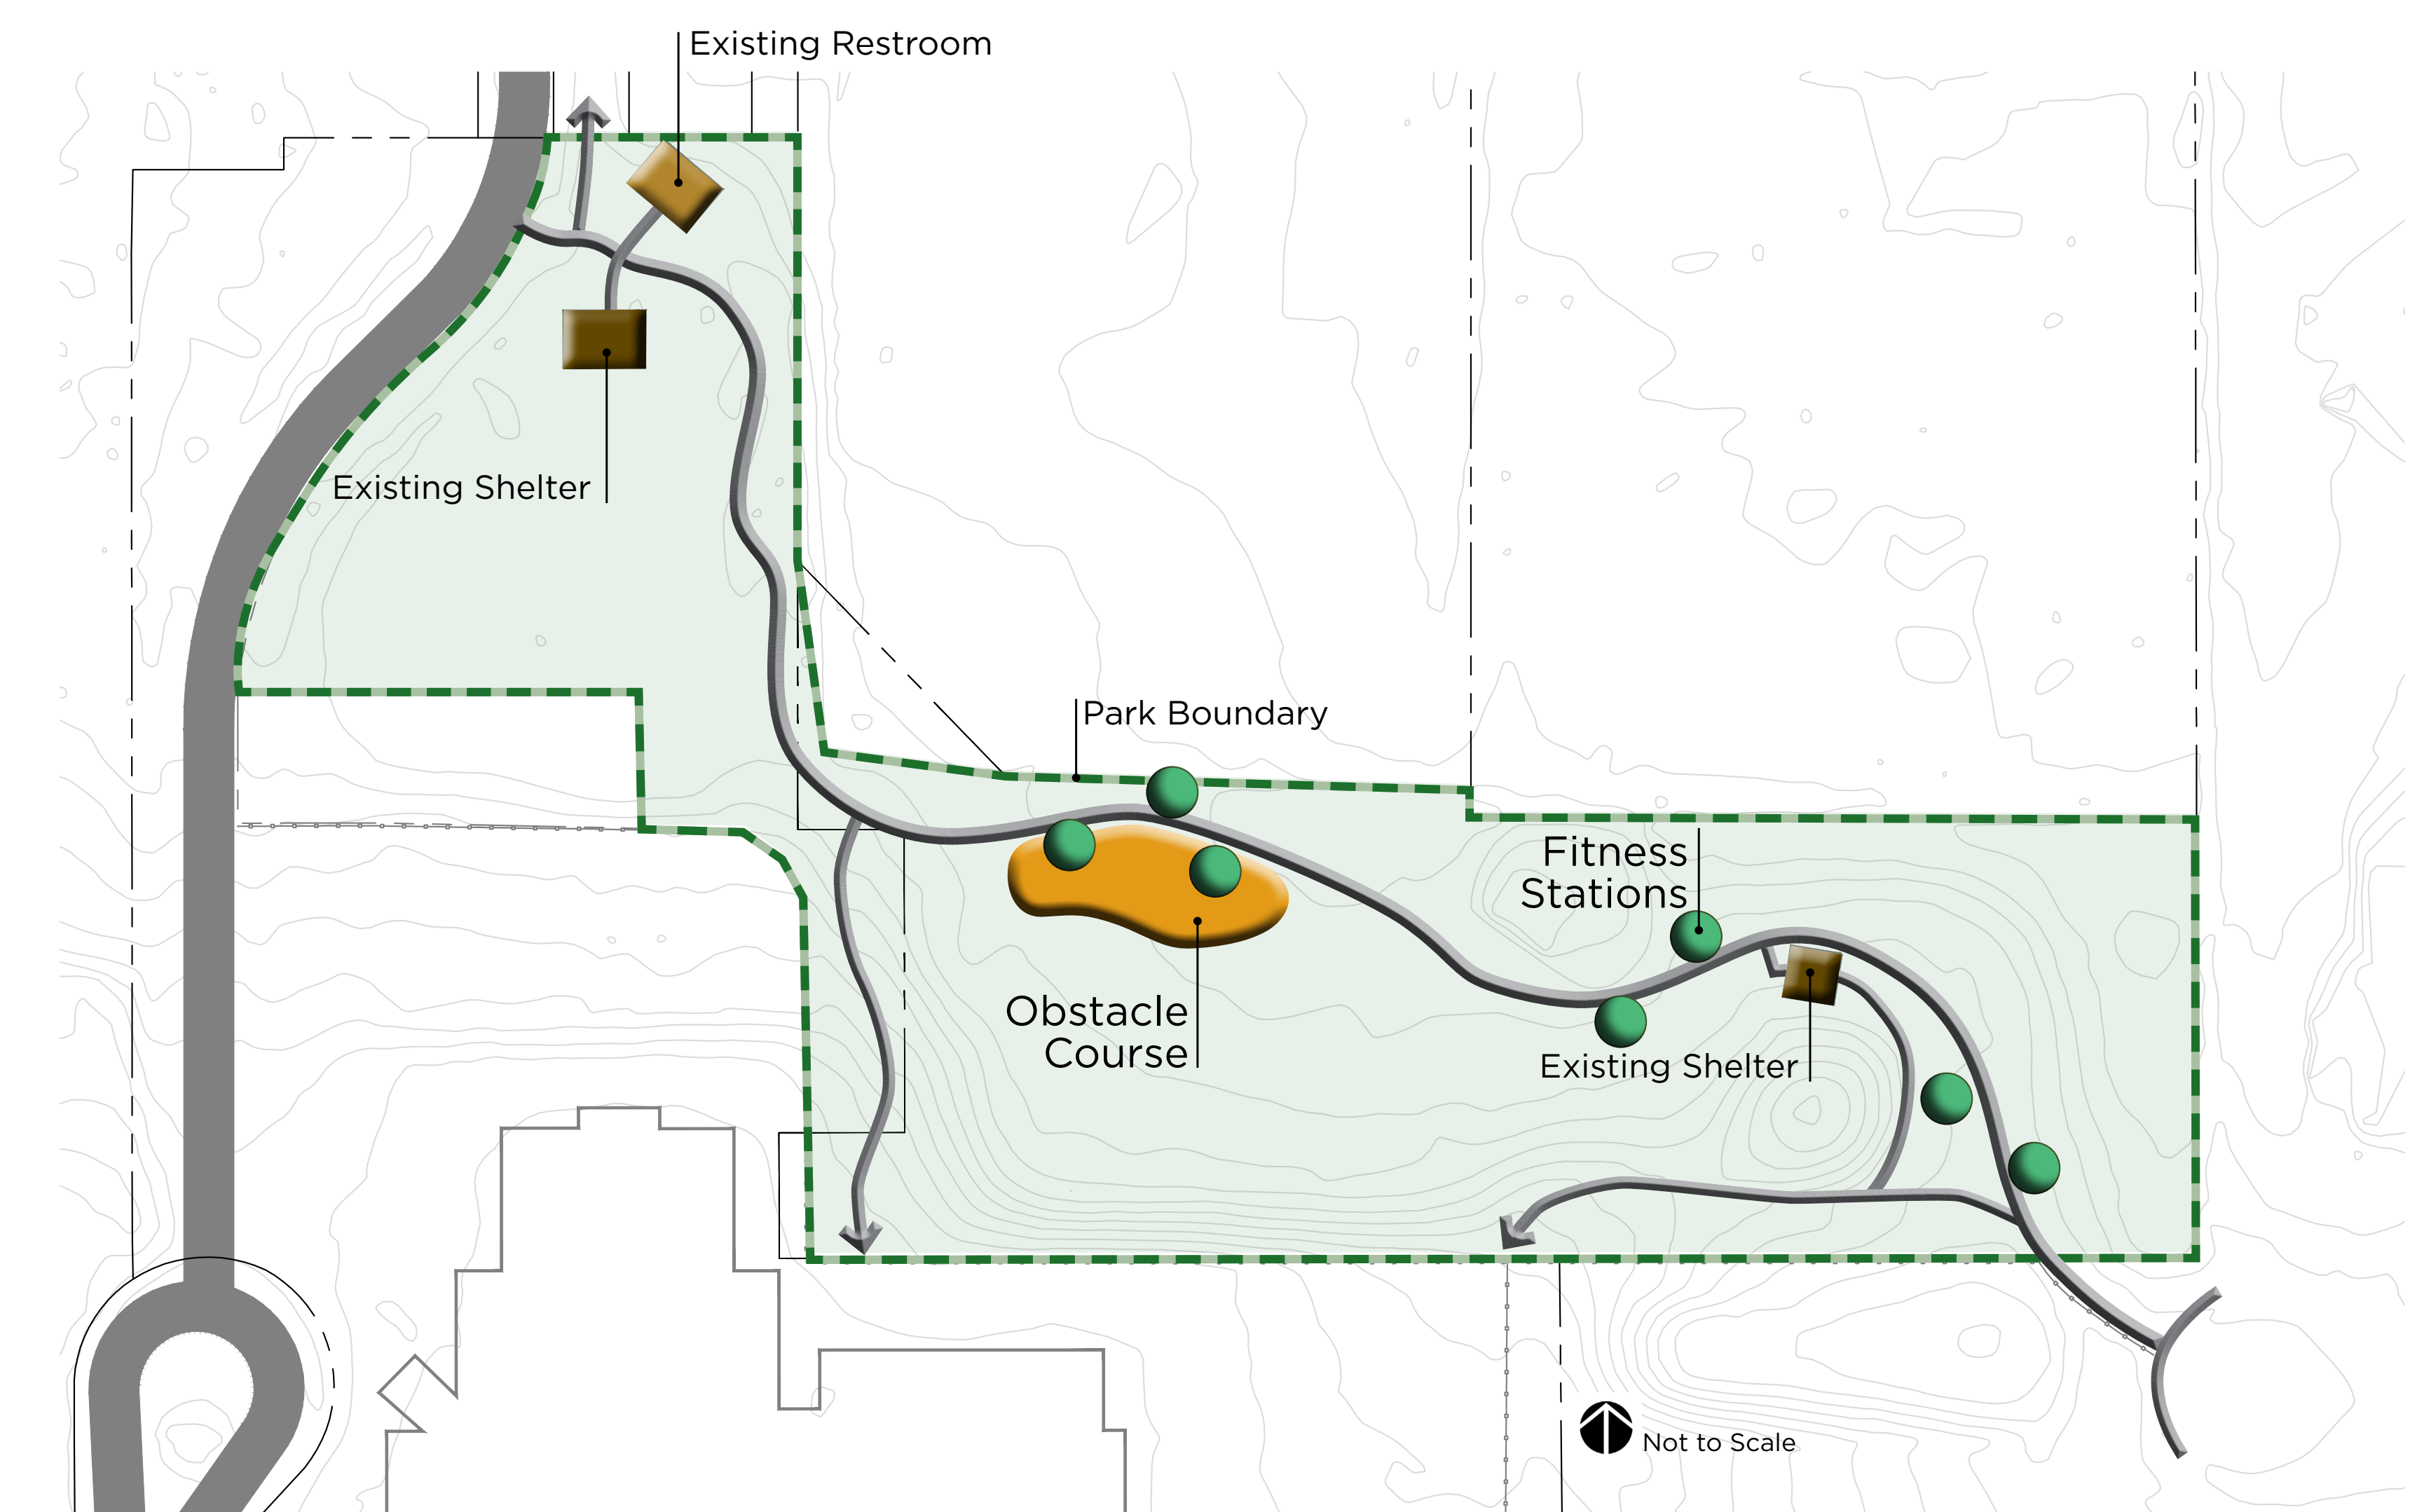 Existing Restroom
Existing Shelter
Park Boundary
Fitness
Stations
Obstacle
Course
Existing Shelter
Not to Scale